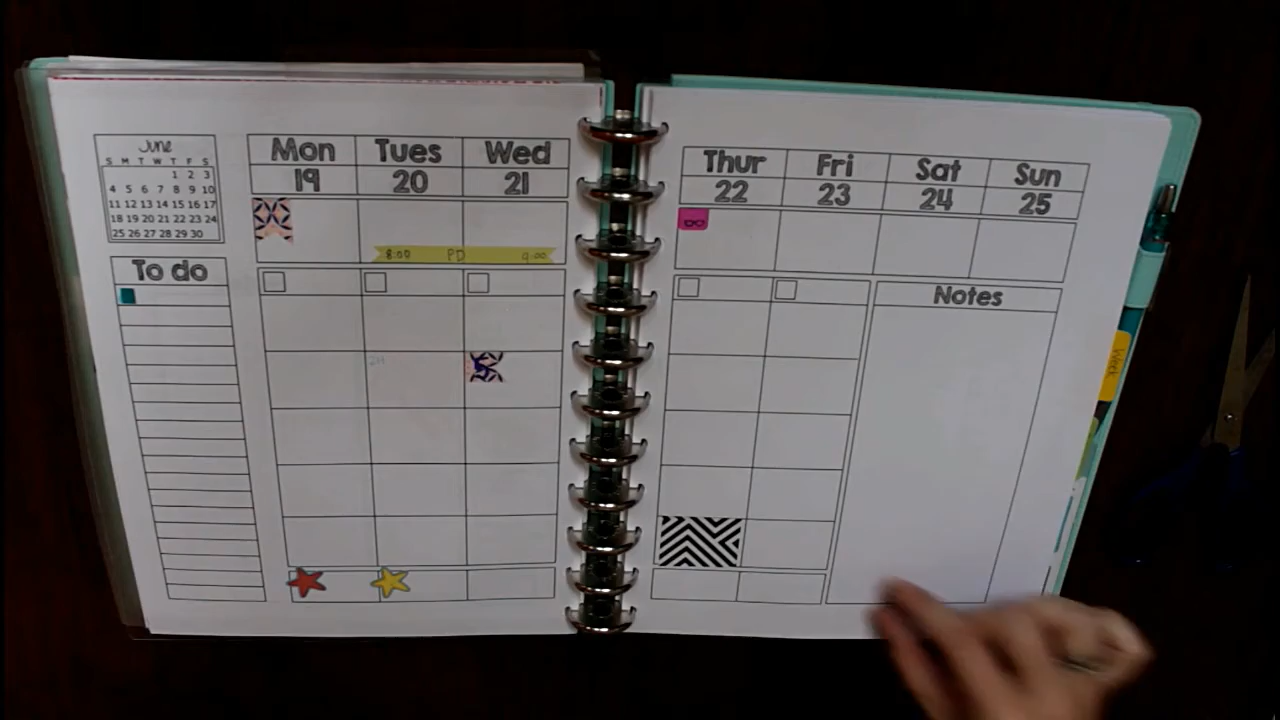 June
S M T W T F S
1 2 3
4 5 6 7 8 9 10
11 12 13 14 15 16 17
18 19 20 21 22 23 24
25 26 27 28 29 30
To do
Mon Tues Wed
19 20 21
8:00 PD 9:00
Thur Fri Sat Sun
22 23 24 25
Notes
Week